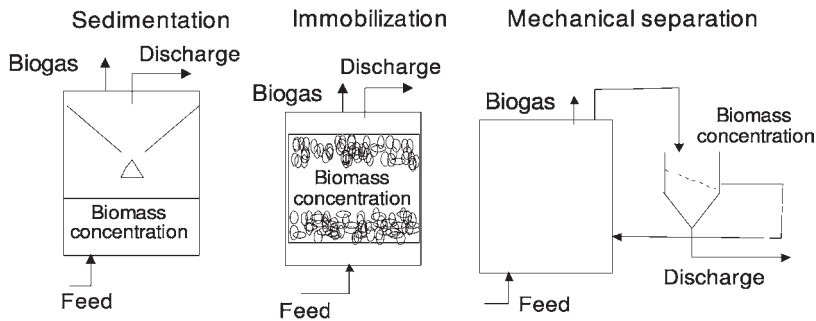 Sedimentation
Biogas
Discharge
Biomass
concentration
Feed
Immobilization
Biogas
Discharge
Biomass
concentration
Feed
Mechanical separation
Biogas
Biomass
concentration
Discharge
Feed